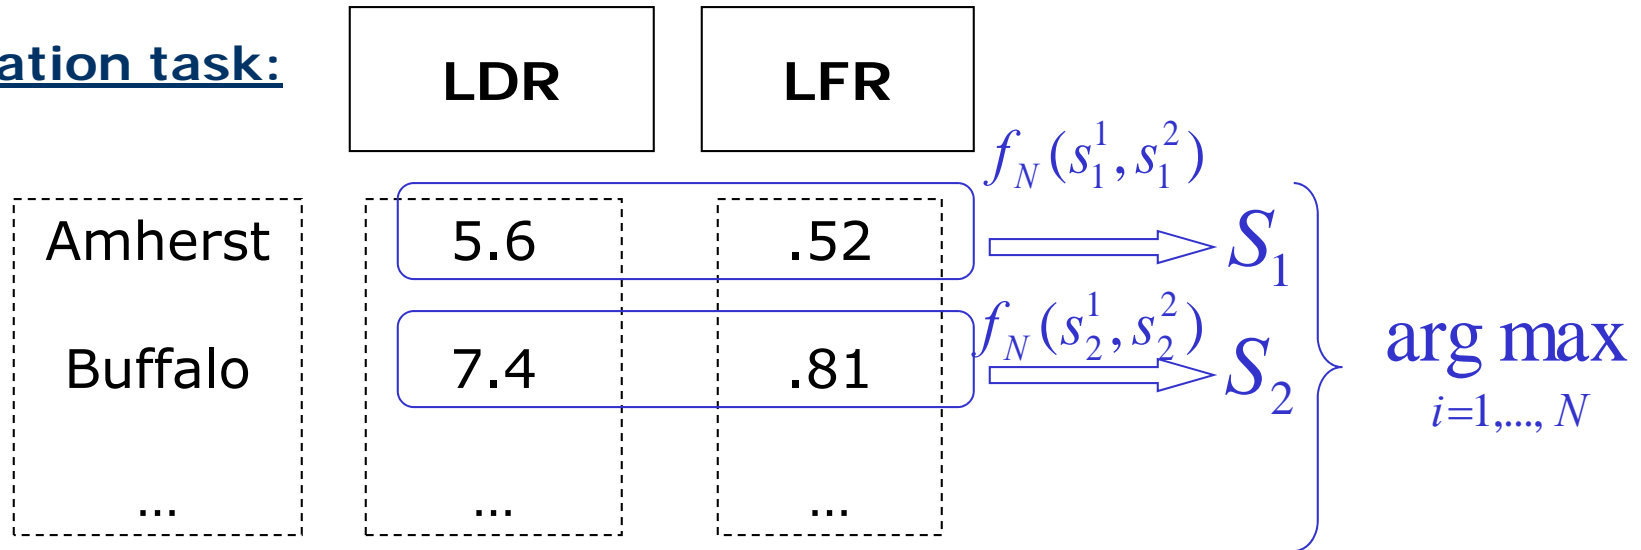 ation task:
LDR LFR
f_N(s_1^1, s_1^2)
Amherst 5.6 .52 S_1
f_N(s_2^1, s_2^2)
Buffalo 7.4 .81 S_2 arg max
i=1,..., N
... ... ...